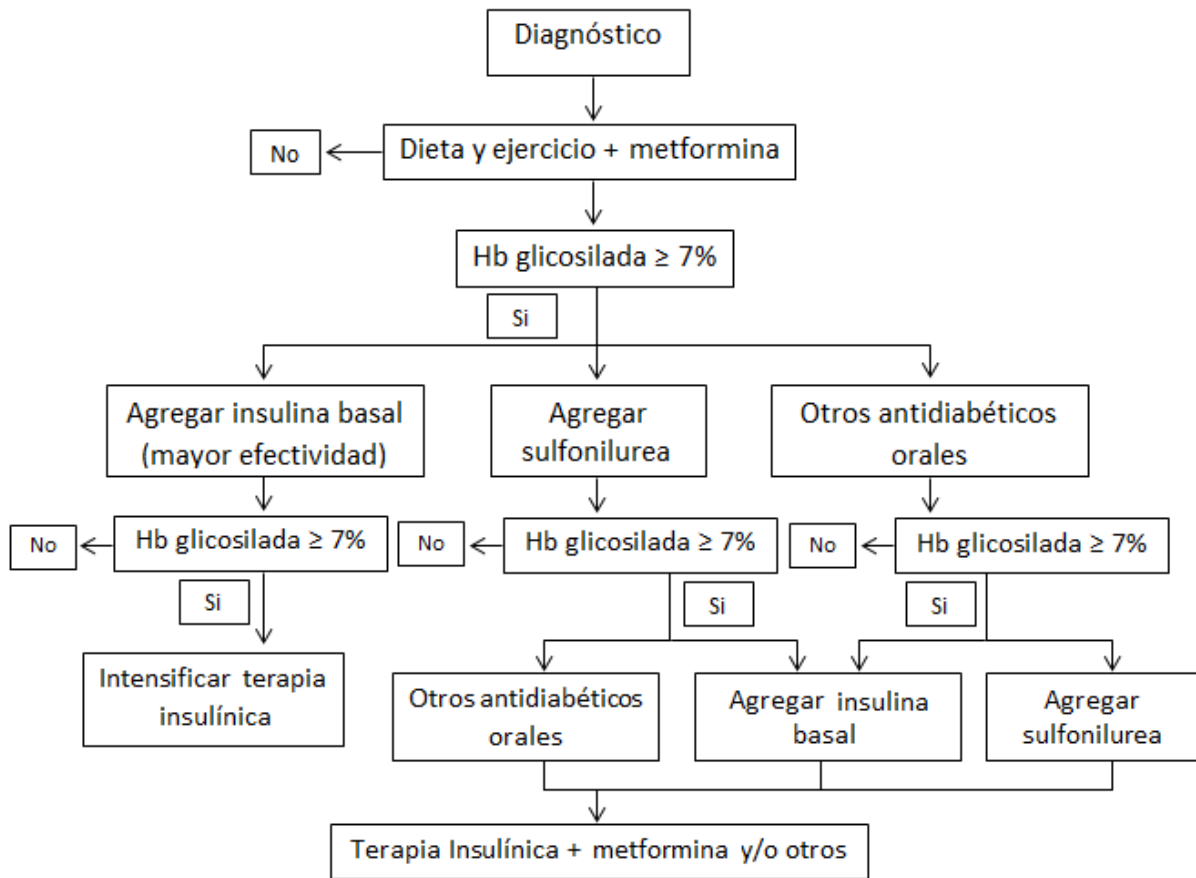 Diagnóstico
No
Dieta y ejercicio + metformina
Hb glicosilada ≥ 7%
Si
Agregar insulina basal
(mayor efectividad)
Agregar
sulfonilurea
Otros antidiabéticos
orales
No
Hb glicosilada ≥ 7%
No
Hb glicosilada ≥ 7%
No
Hb glicosilada ≥ 7%
Si
Si
Si
Intensificar terapia
insulínica
Otros antidiabéticos
orales
Agregar insulina
basal
Agregar
sulfonilurea
Terapia Insulínica + metformina y/o otros